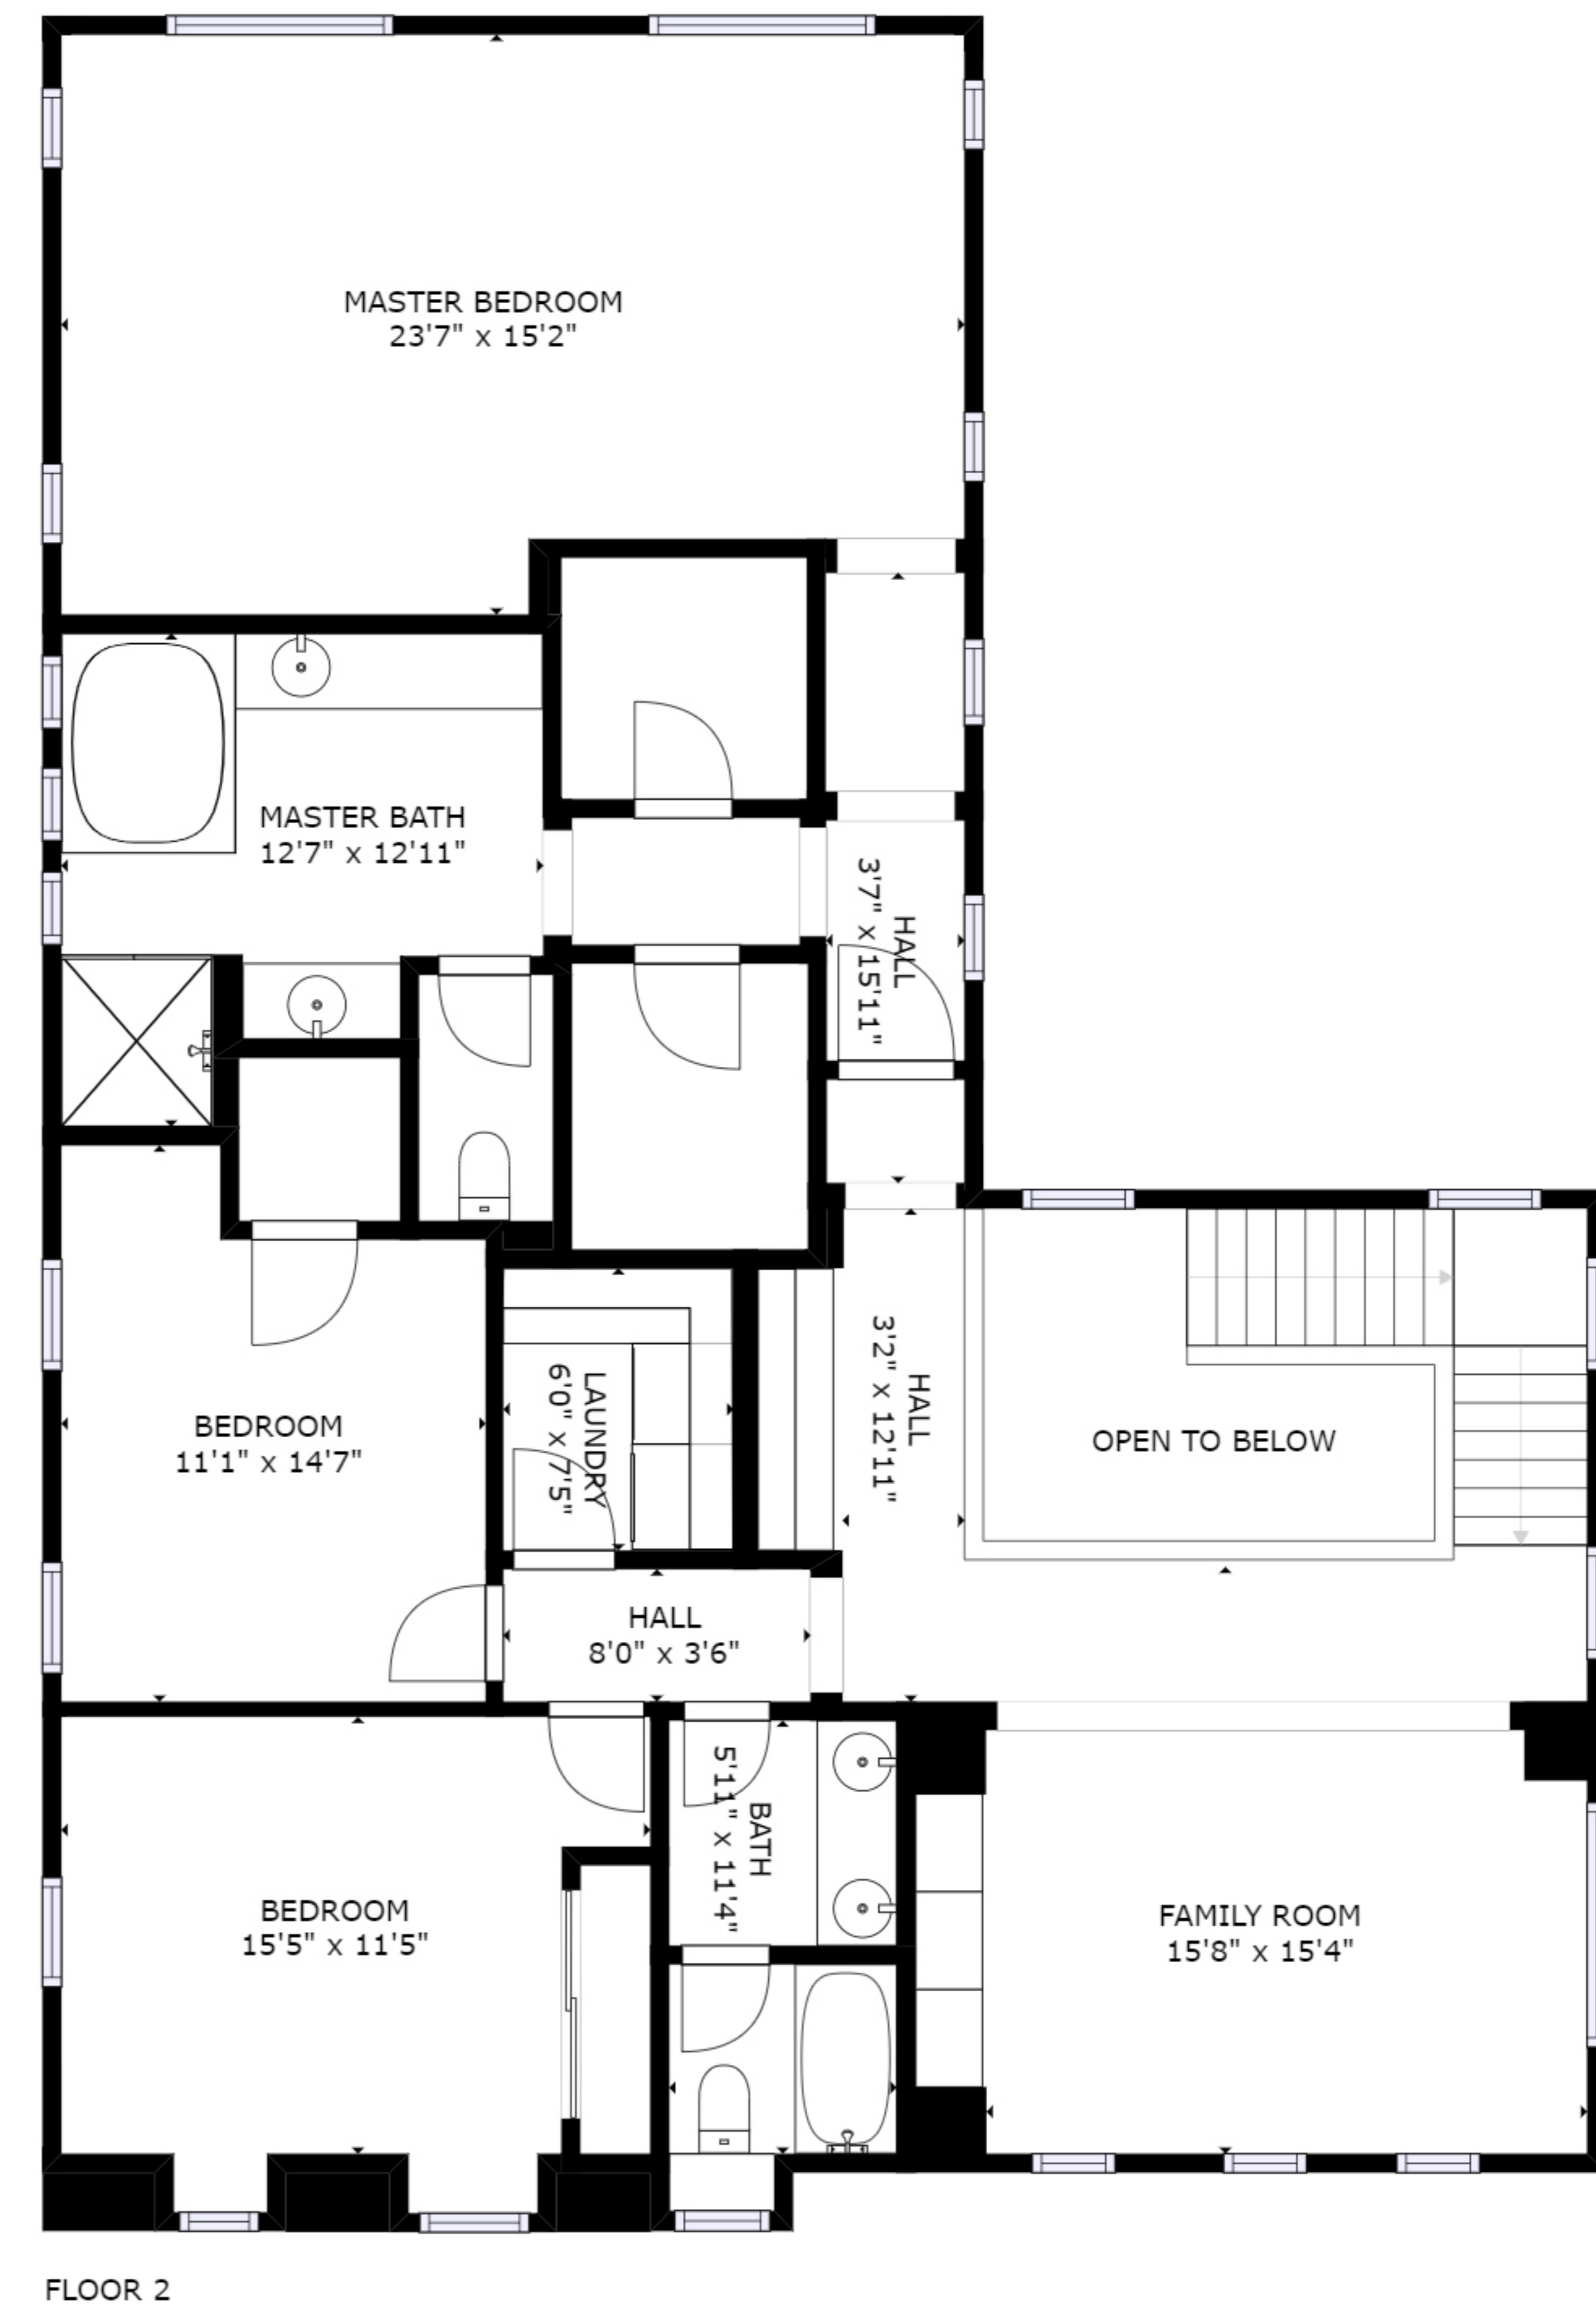 MASTER BEDROOM
23'7" x 15'2"
MASTER BATH
12'7" x 12'11"
HALL
3'7" x 15'11"
BEDROOM
11'1" x 14'7"
LAUNDRY
6'0" x 7'5"
HALL
3'2" x 12'11"
OPEN TO BELOW
HALL
8'0" x 3'6"
BEDROOM
15'5" x 11'5"
BATH
5'11" x 11'4"
FAMILY ROOM
15'8" x 15'4"
FLOOR 2